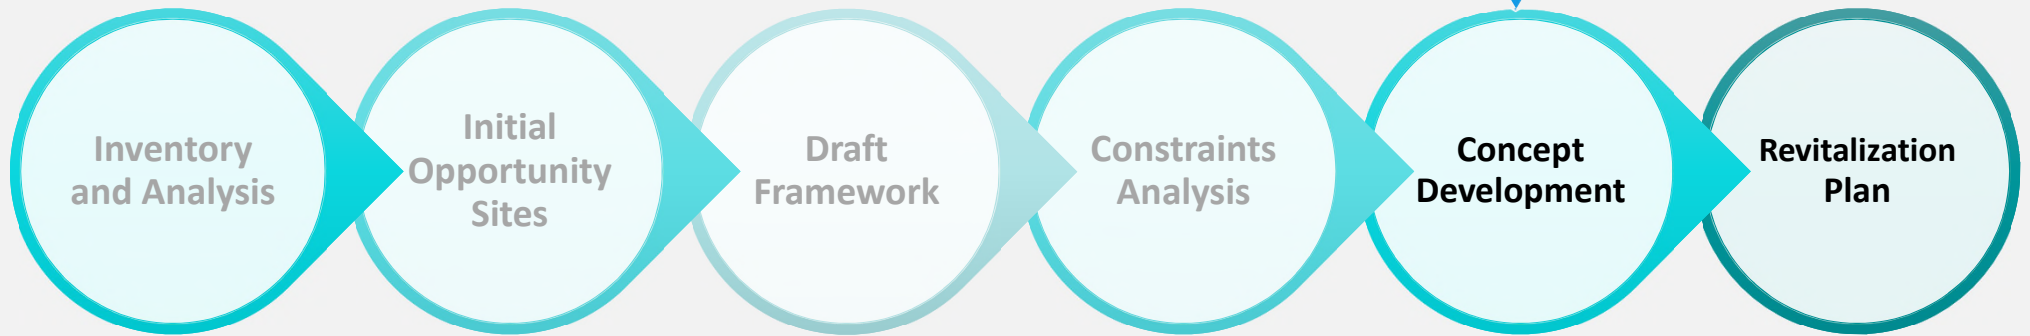 Inventory
and Analysis
Initial
Opportunity
Sites
Draft
Framework
Constraints
Analysis
Concept
Development
Revitalization
Plan